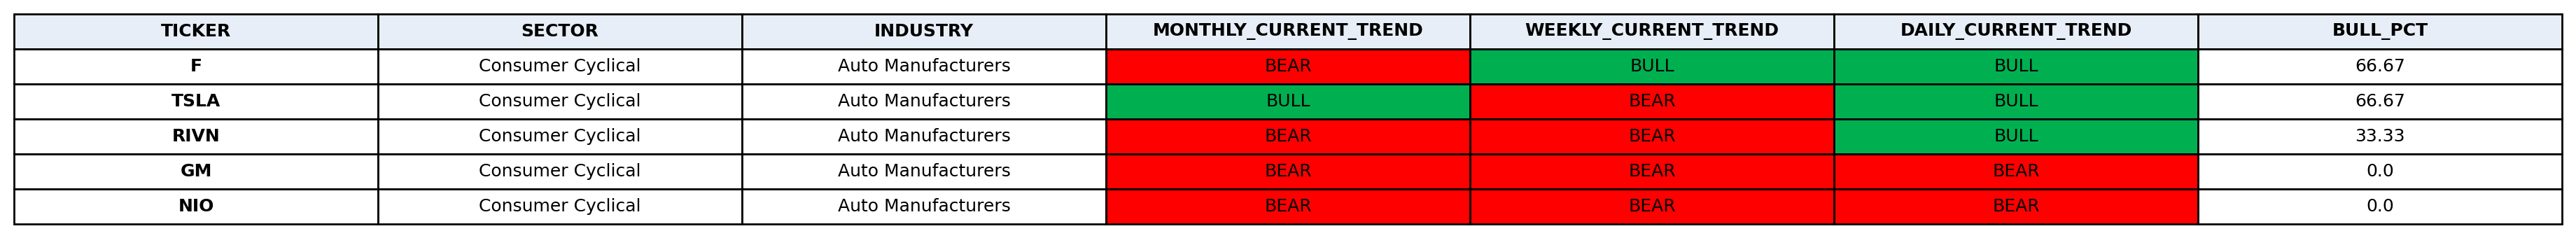 TICKER SECTOR INDUSTRY MONTHLY_CURRENT_TREND WEEKLY_CURRENT_TREND DAILY_CURRENT_TREND BULL_PCT
F Consumer Cyclical Auto Manufacturers BEAR BULL BULL 66.67
TSLA Consumer Cyclical Auto Manufacturers BULL BEAR BULL 66.67
RIVN Consumer Cyclical Auto Manufacturers BEAR BEAR BULL 33.33
GM Consumer Cyclical Auto Manufacturers BEAR BEAR BEAR 0.0
NIO Consumer Cyclical Auto Manufacturers BEAR BEAR BEAR 0.0